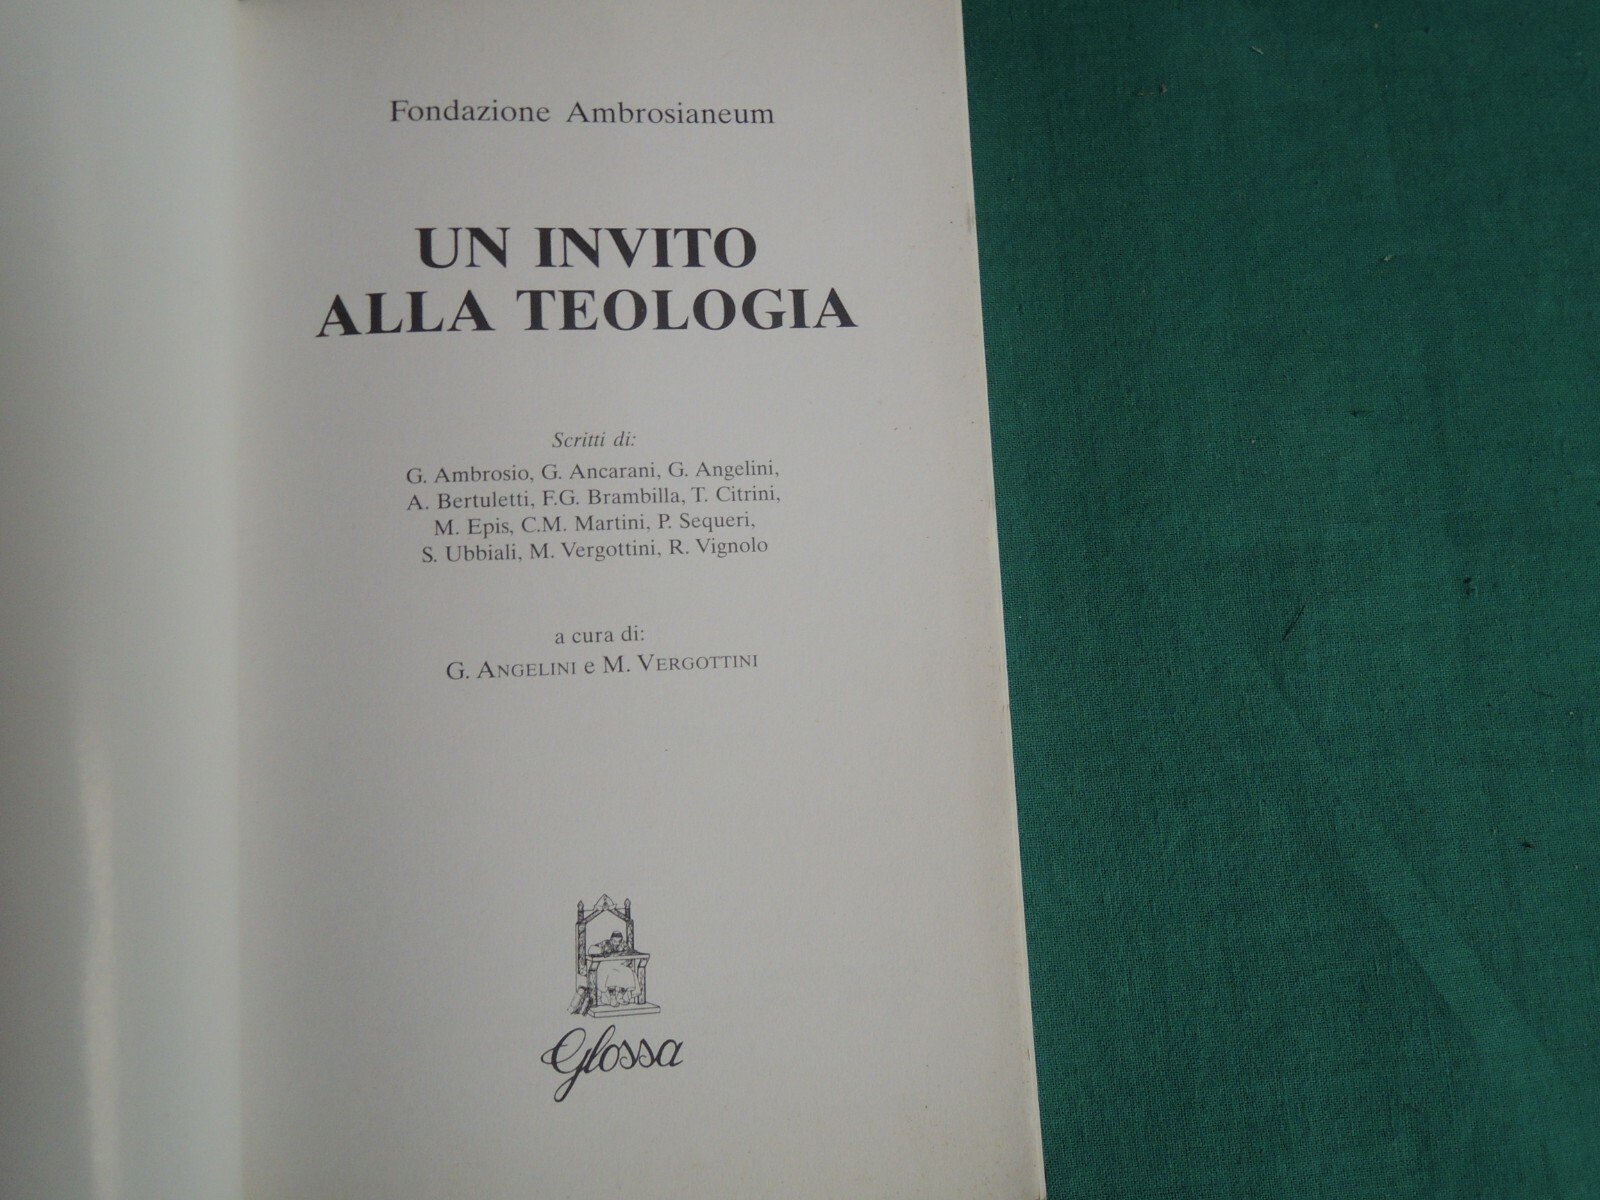 Fondazione Ambrosianeum
UN INVITO
ALLA TEOLOGIA
Scritti di:
G. Ambrosio, G. Ancarani, G. Angelini,
A. Bertuletti, F.G. Brambilla, T. Citrini,
M. Epis, C.M. Martini, P. Sequeri,
S. Ubbiali, M. Vergottini, R. Vignolo
a cura di:
G. ANGELINI e M. VERGOTTINI
Glossa